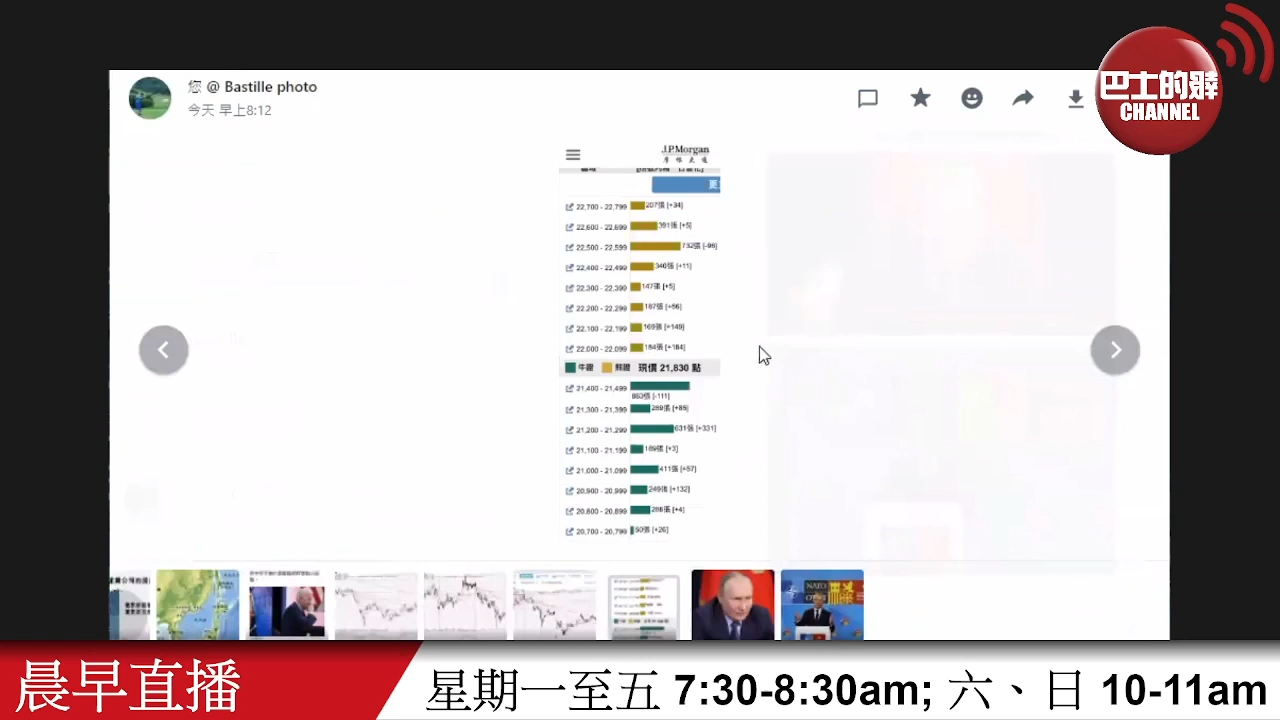 您 @ Bastille photo
今天 早上8:12
巴士的報
CHANNEL
J.P.Morgan
摩根大通
更
22,700 - 22,799 207張 [+34]
22,600 - 22,699 391張 [+5]
22,500 - 22,599 732張 [-96]
22,400 - 22,499 346張 [+11]
22,300 - 22,399 147張 [+5]
22,200 - 22,299 187張 [+56]
22,100 - 22,199 169張 [+149]
22,000 - 22,099 184張 [+184]
牛證 熊證 現價 21,830 點
21,400 - 21,499
863張 [-111]
21,300 - 21,399 289張 [+86]
21,200 - 21,299 631張 [+331]
21,100 - 21,199 189張 [+3]
21,000 - 21,099 411張 [+57]
20,900 - 20,999 249張 [+132]
20,800 - 20,899 288張 [+4]
20,700 - 20,799 50張 [+26]
NATO
OTAN
晨早直播
星期一至五 7:30-8:30am; 六、日 10-11am